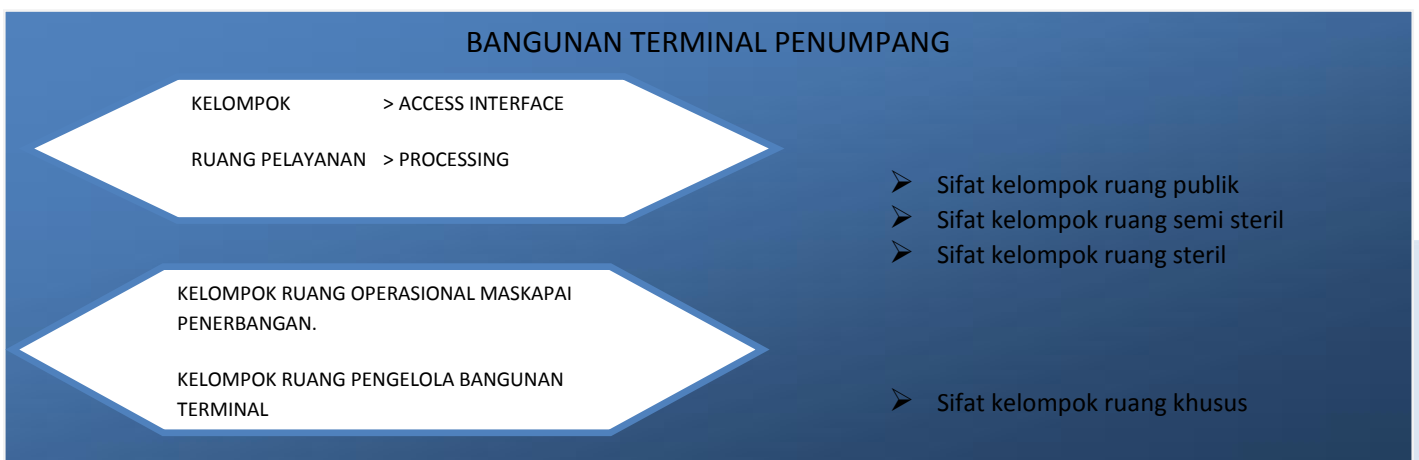 BANGUNAN TERMINAL PENUMPANG
KELOMPOK > ACCESS INTERFACE
RUANG PELAYANAN > PROCESSING
➢ Sifat kelompok ruang publik
➢ Sifat kelompok ruang semi steril
➢ Sifat kelompok ruang steril
KELOMPOK RUANG OPERASIONAL MASKAPAI
PENERBANGAN.
KELOMPOK RUANG PENGELOLA BANGUNAN
TERMINAL
➢ Sifat kelompok ruang khusus